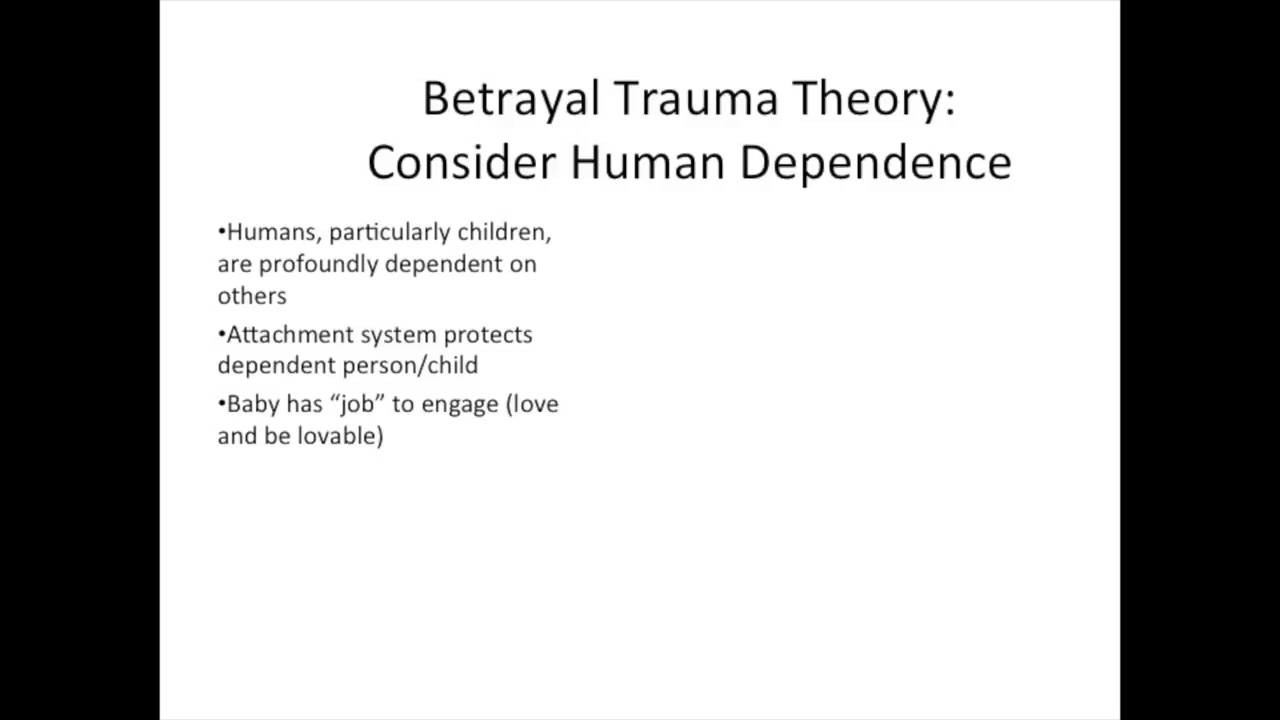 Betrayal Trauma Theory:
Consider Human Dependence
•Humans, particularly children,
are profoundly dependent on
others
•Attachment system protects
dependent person/child
•Baby has “job” to engage (love
and be lovable)